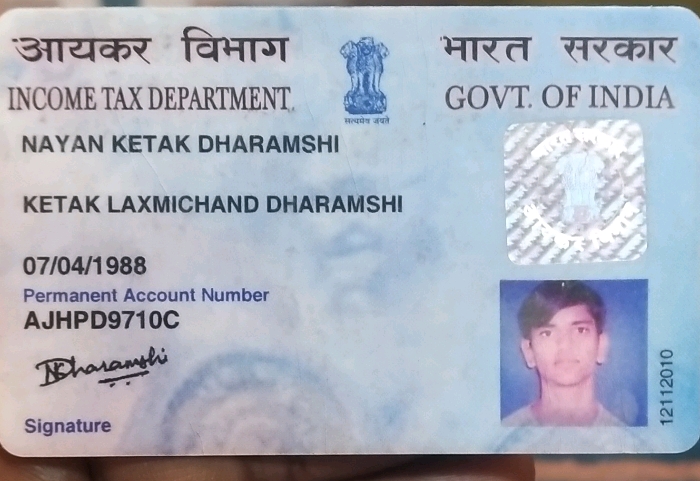 आयकर विभाग
भारत सरकार
INCOME TAX DEPARTMENT
GOVT. OF INDIA
सत्यमेव जयते
NAYAN KETAK DHARAMSHI
KETAK LAXMICHAND DHARAMSHI
07/04/1988
Permanent Account Number
AJHPD9710C
NKDharamshi
Signature
12112010